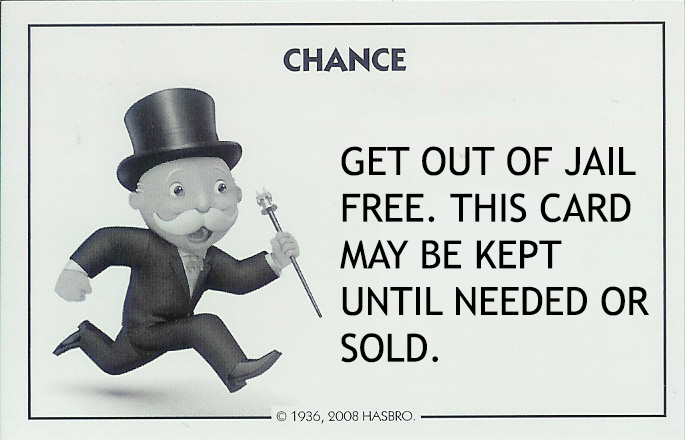 CHANCE
GET OUT OF JAIL
FREE. THIS CARD
MAY BE KEPT
UNTIL NEEDED OR
SOLD.
© 1936, 2008 HASBRO.